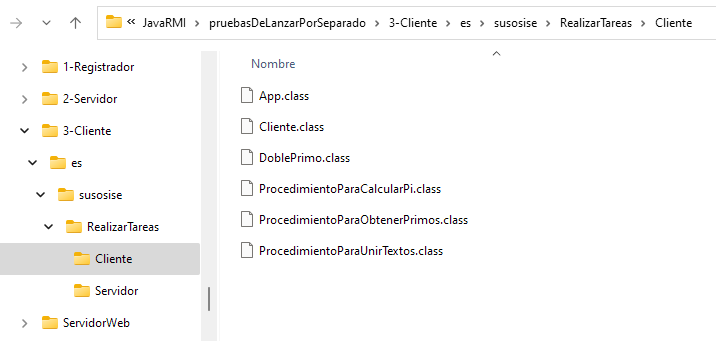 « JavaRMI › pruebasDeLanzarPorSeparado › 3-Cliente › es › susosise › RealizarTareas › Cliente
1-Registrador
2-Servidor
3-Cliente
es
susosise
RealizarTareas
Cliente
Servidor
ServidorWeb
Nombre
App.class
Cliente.class
DoblePrimo.class
ProcedimientoParaCalcularPi.class
ProcedimientoParaObtenerPrimos.class
ProcedimientoParaUnirTextos.class